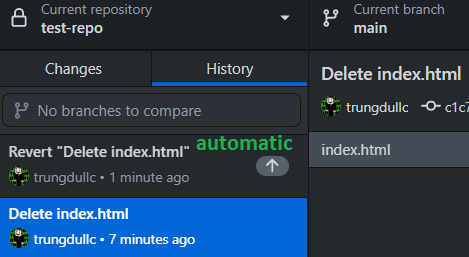 Current repository
test-repo
Current branch
main
Changes
History
No branches to compare
Revert "Delete index.html"
automatic
trungdullc • 1 minute ago
Delete index.html
trungdullc • 7 minutes ago
Delete index.html
trungdullc
c1c7
index.html